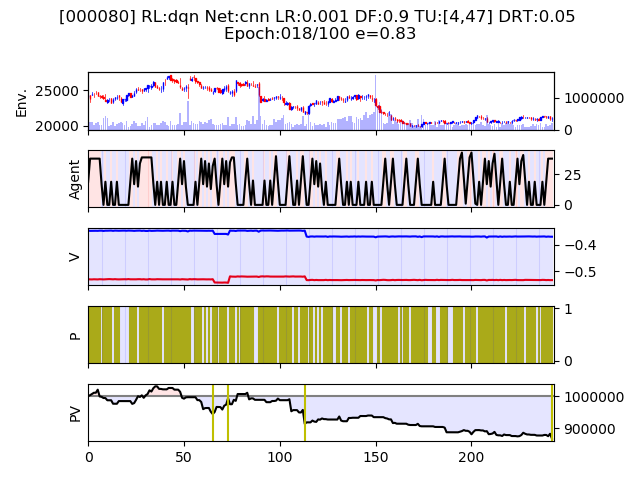 [000080] RL:dqn Net:cnn LR:0.001 DF:0.9 TU:[4,47] DRT:0.05
Epoch:018/100 e=0.83
Env.
25000
20000
1000000
0
Agent
25
0
V
−0.4
−0.5
P
1
0
PV
1000000
900000
0
50
100
150
200